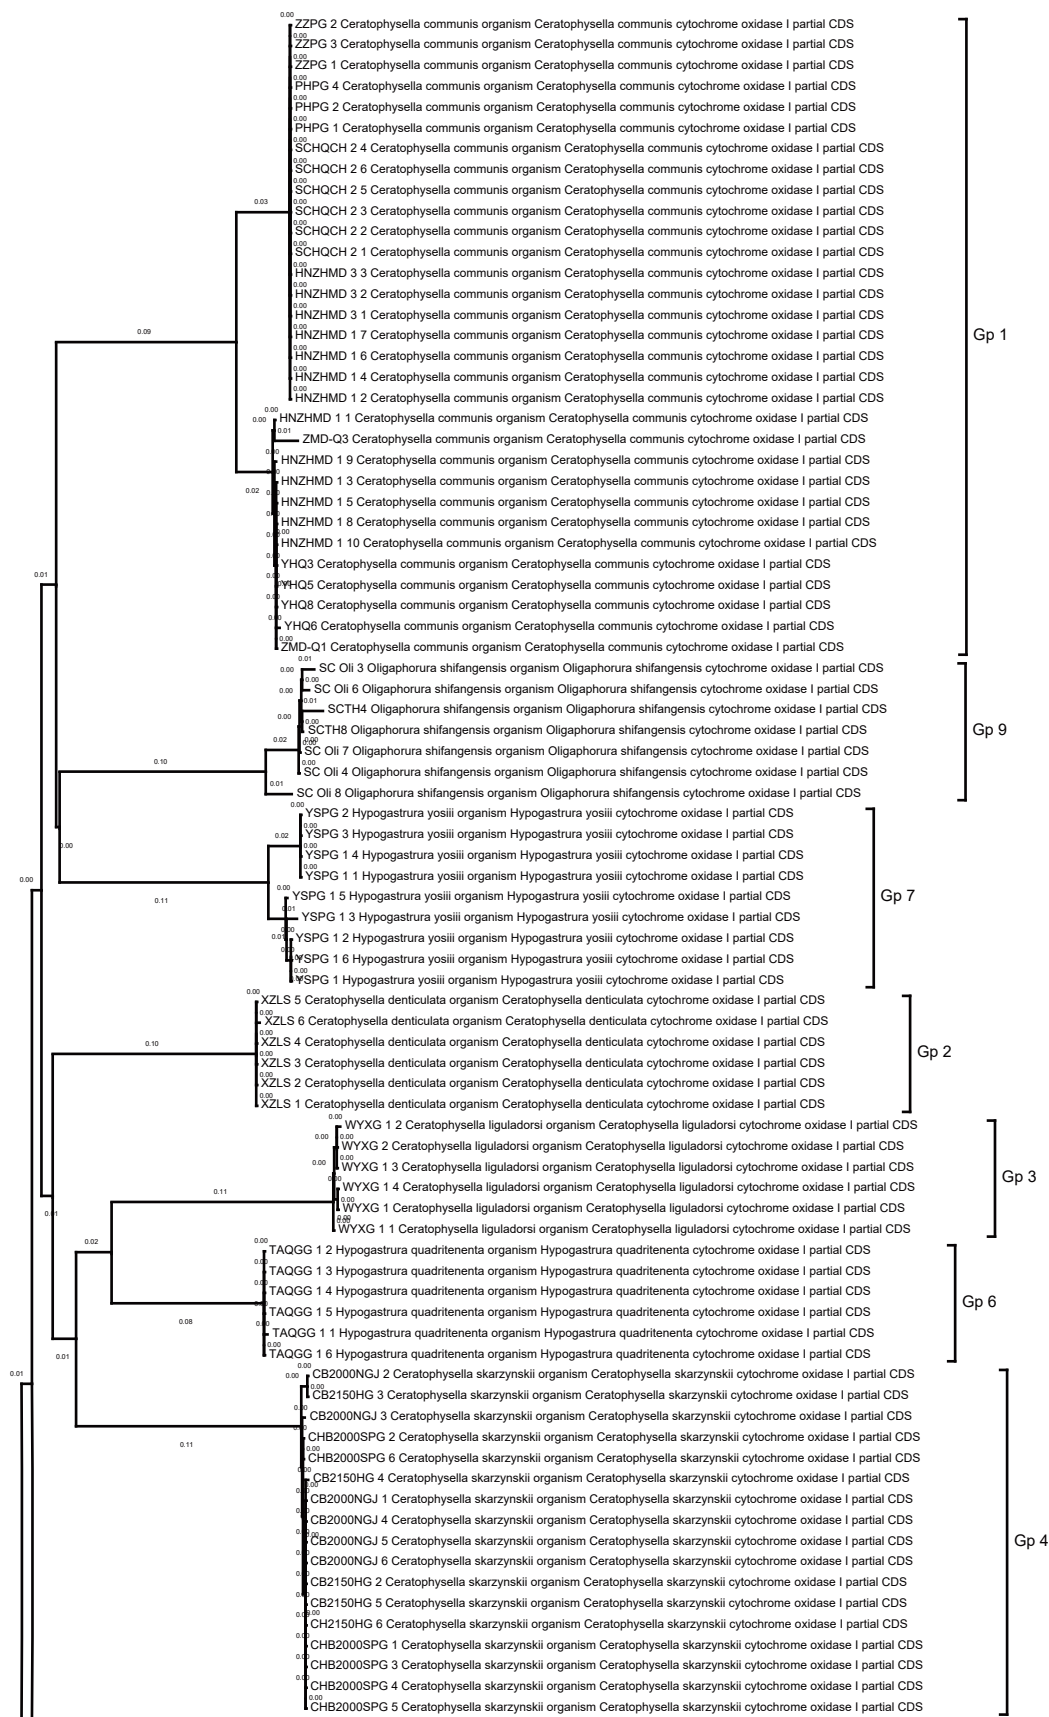 ZZPG 2 Ceratophysella communis organism Ceratophysella communis cytochrome oxidase I partial CDS
ZZPG 3 Ceratophysella communis organism Ceratophysella communis cytochrome oxidase I partial CDS
ZZPG 1 Ceratophysella communis organism Ceratophysella communis cytochrome oxidase I partial CDS
PHPG 4 Ceratophysella communis organism Ceratophysella communis cytochrome oxidase I partial CDS
PHPG 2 Ceratophysella communis organism Ceratophysella communis cytochrome oxidase I partial CDS
PHPG 1 Ceratophysella communis organism Ceratophysella communis cytochrome oxidase I partial CDS
SCHQCH 2 4 Ceratophysella communis organism Ceratophysella communis cytochrome oxidase I partial CDS
SCHQCH 2 6 Ceratophysella communis organism Ceratophysella communis cytochrome oxidase I partial CDS
SCHQCH 2 5 Ceratophysella communis organism Ceratophysella communis cytochrome oxidase I partial CDS
0.03
SCHQCH 2 3 Ceratophysella communis organism Ceratophysella communis cytochrome oxidase I partial CDS
SCHQCH 2 2 Ceratophysella communis organism Ceratophysella communis cytochrome oxidase I partial CDS
SCHQCH 2 1 Ceratophysella communis organism Ceratophysella communis cytochrome oxidase I partial CDS
HNZHMD 3 3 Ceratophysella communis organism Ceratophysella communis cytochrome oxidase I partial CDS
HNZHMD 3 2 Ceratophysella communis organism Ceratophysella communis cytochrome oxidase I partial CDS
HNZHMD 3 1 Ceratophysella communis organism Ceratophysella communis cytochrome oxidase I partial CDS
0.09
HNZHMD 1 7 Ceratophysella communis organism Ceratophysella communis cytochrome oxidase I partial CDS
Gp 1
HNZHMD 1 6 Ceratophysella communis organism Ceratophysella communis cytochrome oxidase I partial CDS
HNZHMD 1 4 Ceratophysella communis organism Ceratophysella communis cytochrome oxidase I partial CDS
HNZHMD 1 2 Ceratophysella communis organism Ceratophysella communis cytochrome oxidase I partial CDS
HNZHMD 1 1 Ceratophysella communis organism Ceratophysella communis cytochrome oxidase I partial CDS
0.01
ZMD-Q3 Ceratophysella communis organism Ceratophysella communis cytochrome oxidase I partial CDS
HNZHMD 1 9 Ceratophysella communis organism Ceratophysella communis cytochrome oxidase I partial CDS
HNZHMD 1 3 Ceratophysella communis organism Ceratophysella communis cytochrome oxidase I partial CDS
0.02
HNZHMD 1 5 Ceratophysella communis organism Ceratophysella communis cytochrome oxidase I partial CDS
HNZHMD 1 8 Ceratophysella communis organism Ceratophysella communis cytochrome oxidase I partial CDS
HNZHMD 1 10 Ceratophysella communis organism Ceratophysella communis cytochrome oxidase I partial CDS
YHQ3 Ceratophysella communis organism Ceratophysella communis cytochrome oxidase I partial CDS
0.01
YHQ5 Ceratophysella communis organism Ceratophysella communis cytochrome oxidase I partial CDS
YHQ8 Ceratophysella communis organism Ceratophysella communis cytochrome oxidase I partial CDS
YHQ6 Ceratophysella communis organism Ceratophysella communis cytochrome oxidase I partial CDS
ZMD-Q1 Ceratophysella communis organism Ceratophysella communis cytochrome oxidase I partial CDS
0.01
SC Oli 3 Oligaphorura shifangensis organism Oligaphorura shifangensis cytochrome oxidase I partial CDS
SC Oli 6 Oligaphorura shifangensis organism Oligaphorura shifangensis cytochrome oxidase I partial CDS
0.01
SCTH4 Oligaphorura shifangensis organism Oligaphorura shifangensis cytochrome oxidase I partial CDS
SCTH8 Oligaphorura shifangensis organism Oligaphorura shifangensis cytochrome oxidase I partial CDS
Gp 9
0.02
SC Oli 7 Oligaphorura shifangensis organism Oligaphorura shifangensis cytochrome oxidase I partial CDS
0.10
SC Oli 4 Oligaphorura shifangensis organism Oligaphorura shifangensis cytochrome oxidase I partial CDS
0.01
SC Oli 8 Oligaphorura shifangensis organism Oligaphorura shifangensis cytochrome oxidase I partial CDS
YSPG 2 Hypogastrura yosiii organism Hypogastrura yosiii cytochrome oxidase I partial CDS
0.02
YSPG 3 Hypogastrura yosiii organism Hypogastrura yosiii cytochrome oxidase I partial CDS
0.00
YSPG 1 4 Hypogastrura yosiii organism Hypogastrura yosiii cytochrome oxidase I partial CDS
YSPG 1 1 Hypogastrura yosiii organism Hypogastrura yosiii cytochrome oxidase I partial CDS
0.00
0.11
YSPG 1 5 Hypogastrura yosiii organism Hypogastrura yosiii cytochrome oxidase I partial CDS
Gp 7
0.01
YSPG 1 3 Hypogastrura yosiii organism Hypogastrura yosiii cytochrome oxidase I partial CDS
0.01
YSPG 1 2 Hypogastrura yosiii organism Hypogastrura yosiii cytochrome oxidase I partial CDS
YSPG 1 6 Hypogastrura yosiii organism Hypogastrura yosiii cytochrome oxidase I partial CDS
YSPG 1 Hypogastrura yosiii organism Hypogastrura yosiii cytochrome oxidase I partial CDS
XZLS 5 Ceratophysella denticulata organism Ceratophysella denticulata cytochrome oxidase I partial CDS
XZLS 6 Ceratophysella denticulata organism Ceratophysella denticulata cytochrome oxidase I partial CDS
0.10
XZLS 4 Ceratophysella denticulata organism Ceratophysella denticulata cytochrome oxidase I partial CDS
Gp 2
XZLS 3 Ceratophysella denticulata organism Ceratophysella denticulata cytochrome oxidase I partial CDS
XZLS 2 Ceratophysella denticulata organism Ceratophysella denticulata cytochrome oxidase I partial CDS
XZLS 1 Ceratophysella denticulata organism Ceratophysella denticulata cytochrome oxidase I partial CDS
WYXG 1 2 Ceratophysella liguladorsi organism Ceratophysella liguladorsi cytochrome oxidase I partial CDS
WYXG 2 Ceratophysella liguladorsi organism Ceratophysella liguladorsi cytochrome oxidase I partial CDS
WYXG 1 3 Ceratophysella liguladorsi organism Ceratophysella liguladorsi cytochrome oxidase I partial CDS
Gp 3
0.11
WYXG 1 4 Ceratophysella liguladorsi organism Ceratophysella liguladorsi cytochrome oxidase I partial CDS
0.01
WYXG 1 Ceratophysella liguladorsi organism Ceratophysella liguladorsi cytochrome oxidase I partial CDS
WYXG 1 1 Ceratophysella liguladorsi organism Ceratophysella liguladorsi cytochrome oxidase I partial CDS
0.02
TAQGG 1 2 Hypogastrura quadritenenta organism Hypogastrura quadritenenta cytochrome oxidase I partial CDS
TAQGG 1 3 Hypogastrura quadritenenta organism Hypogastrura quadritenenta cytochrome oxidase I partial CDS
TAQGG 1 4 Hypogastrura quadritenenta organism Hypogastrura quadritenenta cytochrome oxidase I partial CDS
Gp 6
TAQGG 1 5 Hypogastrura quadritenenta organism Hypogastrura quadritenenta cytochrome oxidase I partial CDS
0.08
TAQGG 1 1 Hypogastrura quadritenenta organism Hypogastrura quadritenenta cytochrome oxidase I partial CDS
0.01
TAQGG 1 6 Hypogastrura quadritenenta organism Hypogastrura quadritenenta cytochrome oxidase I partial CDS
0.01
CB2000NGJ 2 Ceratophysella skarzynskii organism Ceratophysella skarzynskii cytochrome oxidase I partial CDS
CB2150HG 3 Ceratophysella skarzynskii organism Ceratophysella skarzynskii cytochrome oxidase I partial CDS
CB2000NGJ 3 Ceratophysella skarzynskii organism Ceratophysella skarzynskii cytochrome oxidase I partial CDS
CHB2000SPG 2 Ceratophysella skarzynskii organism Ceratophysella skarzynskii cytochrome oxidase I partial CDS
0.11
CHB2000SPG 6 Ceratophysella skarzynskii organism Ceratophysella skarzynskii cytochrome oxidase I partial CDS
CB2150HG 4 Ceratophysella skarzynskii organism Ceratophysella skarzynskii cytochrome oxidase I partial CDS
CB2000NGJ 1 Ceratophysella skarzynskii organism Ceratophysella skarzynskii cytochrome oxidase I partial CDS
CB2000NGJ 4 Ceratophysella skarzynskii organism Ceratophysella skarzynskii cytochrome oxidase I partial CDS
CB2000NGJ 5 Ceratophysella skarzynskii organism Ceratophysella skarzynskii cytochrome oxidase I partial CDS
Gp 4
CB2000NGJ 6 Ceratophysella skarzynskii organism Ceratophysella skarzynskii cytochrome oxidase I partial CDS
CB2150HG 2 Ceratophysella skarzynskii organism Ceratophysella skarzynskii cytochrome oxidase I partial CDS
CB2150HG 5 Ceratophysella skarzynskii organism Ceratophysella skarzynskii cytochrome oxidase I partial CDS
CH2150HG 6 Ceratophysella skarzynskii organism Ceratophysella skarzynskii cytochrome oxidase I partial CDS
CHB2000SPG 1 Ceratophysella skarzynskii organism Ceratophysella skarzynskii cytochrome oxidase I partial CDS
CHB2000SPG 3 Ceratophysella skarzynskii organism Ceratophysella skarzynskii cytochrome oxidase I partial CDS
CHB2000SPG 4 Ceratophysella skarzynskii organism Ceratophysella skarzynskii cytochrome oxidase I partial CDS
CHB2000SPG 5 Ceratophysella skarzynskii organism Ceratophysella skarzynskii cytochrome oxidase I partial CDS